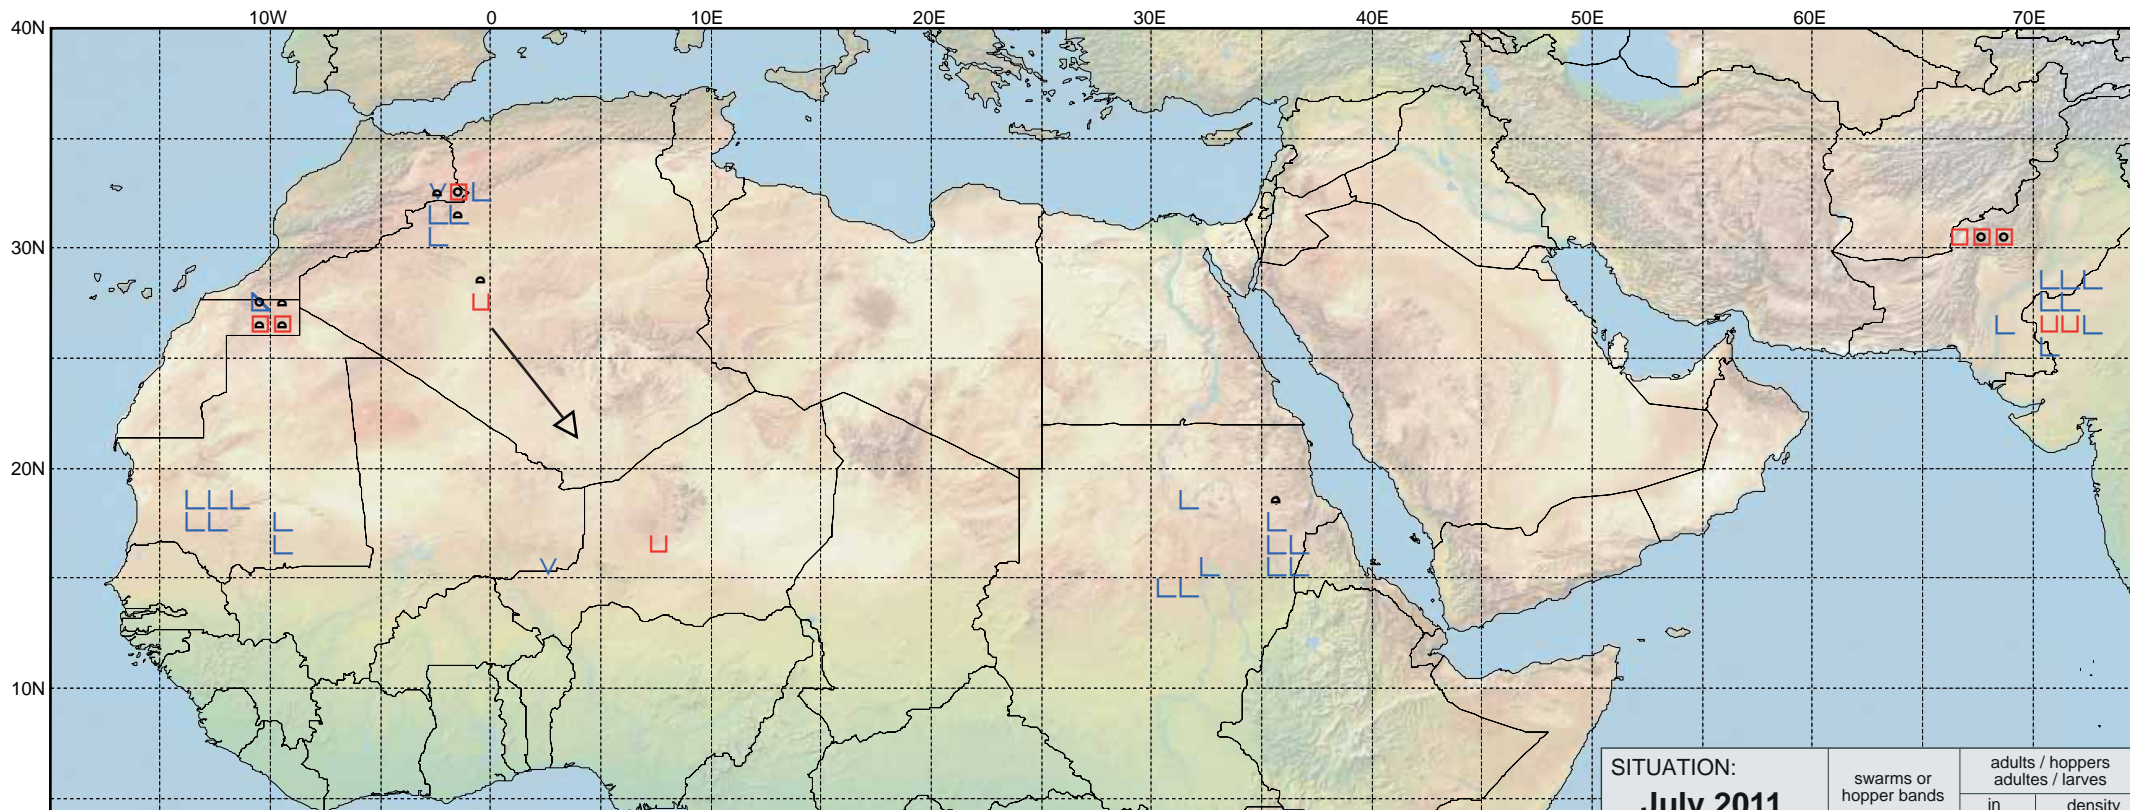 10W 0 10E 20E 30E 40E 50E 60E 70E
40N
30N
20N
10N
SITUATION:
July 2011
swarms or
hopper bands
adults / hoppers
adultes / larves
in
density